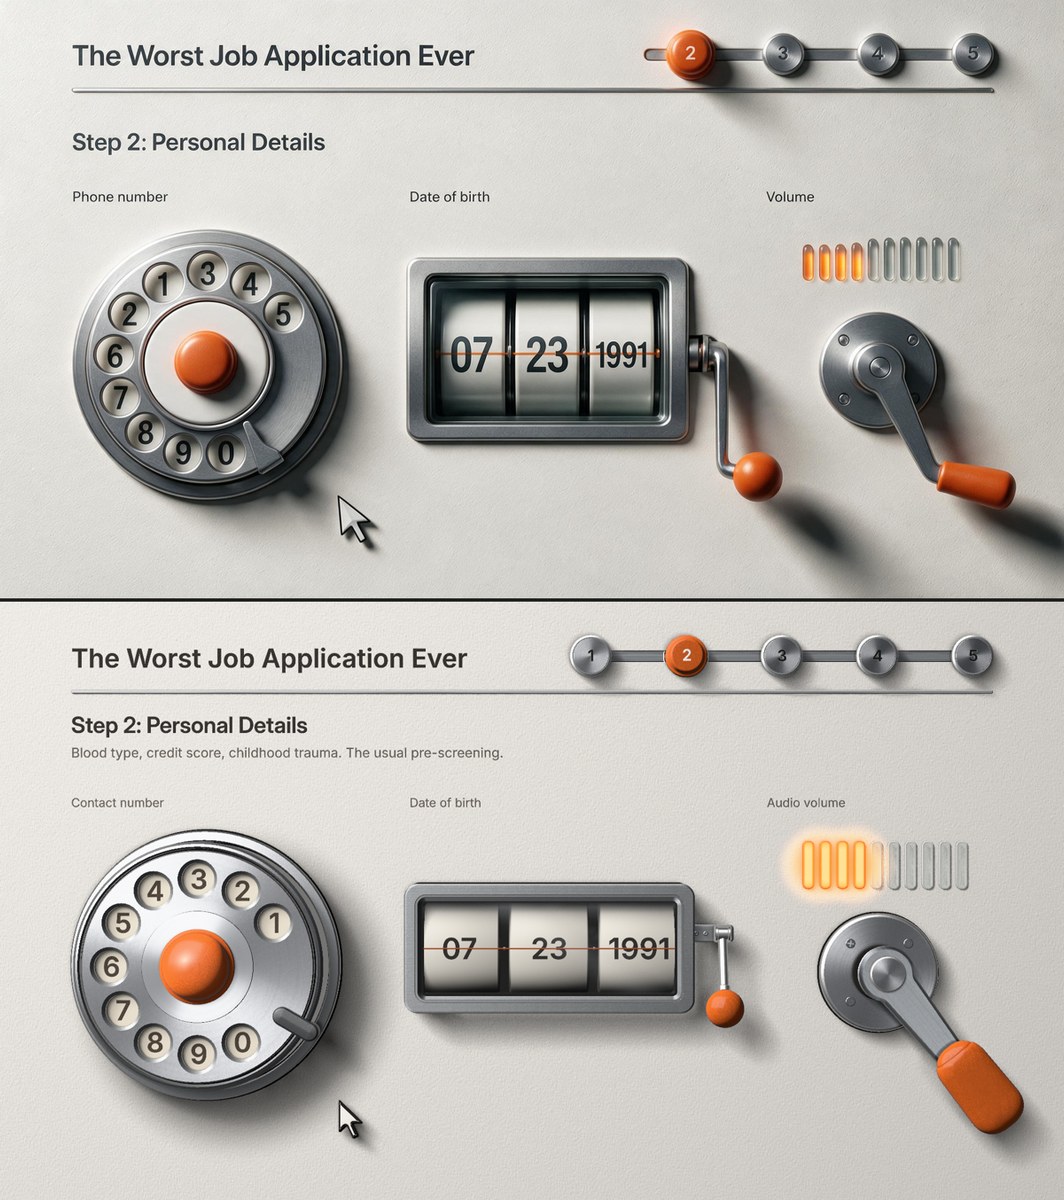 The Worst Job Application Ever
2 3 4 5
Step 2: Personal Details
Phone number
Date of birth
Volume
3
1 4
2 5
6
7
8
9 0
07 23 1991
The Worst Job Application Ever
1 2 3 4 5
Step 2: Personal Details
Blood type, credit score, childhood trauma. The usual pre-screening.
Contact number
Date of birth
Audio volume
3
4 2
5 1
6
7
8 0
9
07 23 1991